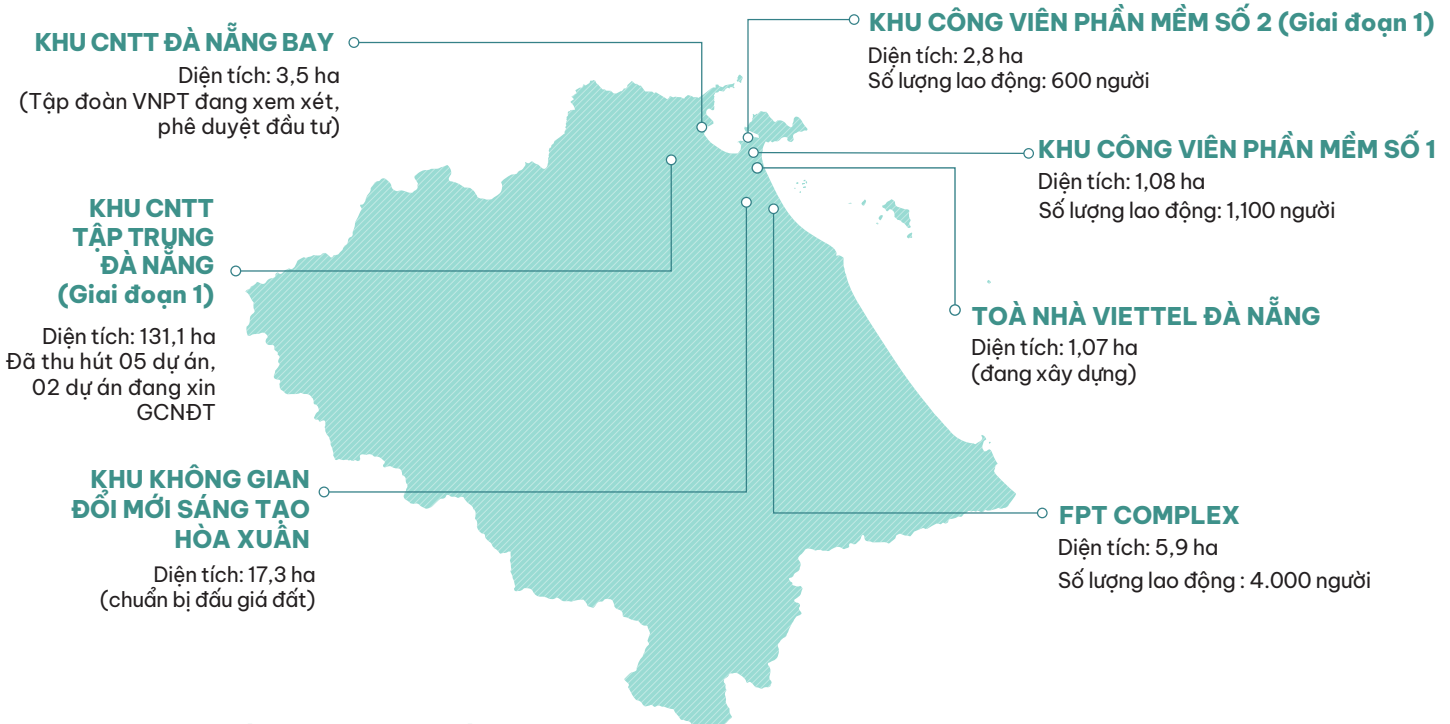 KHU CNTT ĐÀ NẴNG BAY
Diện tích: 3,5 ha
(Tập đoàn VNPT đang xem xét,
phê duyệt đầu tư)
KHU CÔNG VIÊN PHẦN MỀM SỐ 2 (Giai đoạn 1)
Diện tích: 2,8 ha
Số lượng lao động: 600 người
KHU CÔNG VIÊN PHẦN MỀM SỐ 1
Diện tích: 1,08 ha
Số lượng lao động: 1,100 người
KHU CNTT
TẬP TRUNG
ĐÀ NẴNG
(Giai đoạn 1)
Diện tích: 131,1 ha
Đã thu hút 05 dự án,
02 dự án đang xin
GCNĐT
TOÀ NHÀ VIETTEL ĐÀ NẴNG
Diện tích: 1,07 ha
(đang xây dựng)
KHU KHÔNG GIAN
ĐỔI MỚI SÁNG TẠO
HÒA XUÂN
Diện tích: 17,3 ha
(chuẩn bị đấu giá đất)
FPT COMPLEX
Diện tích: 5,9 ha
Số lượng lao động : 4.000 người